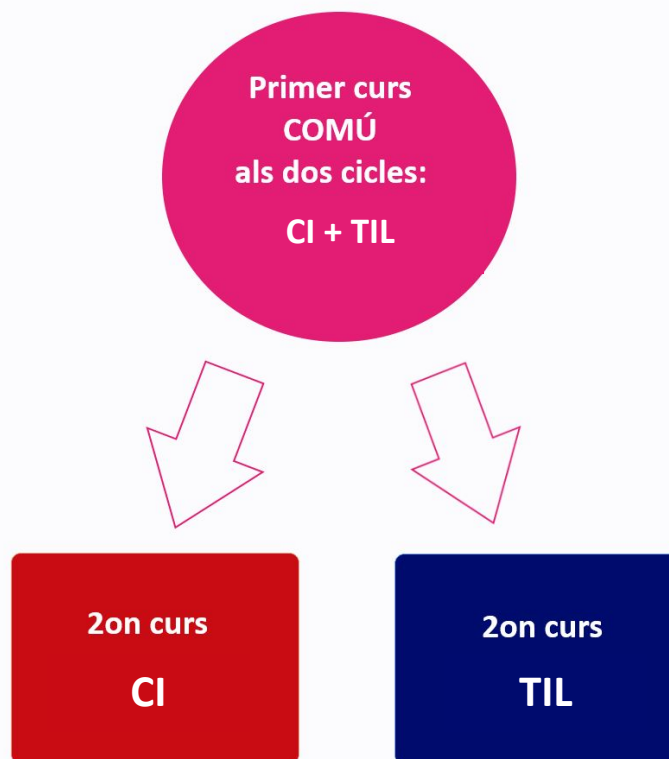 Primer curs
COMÚ
als dos cicles:
CI + TIL
2on curs
CI
2on curs
TIL